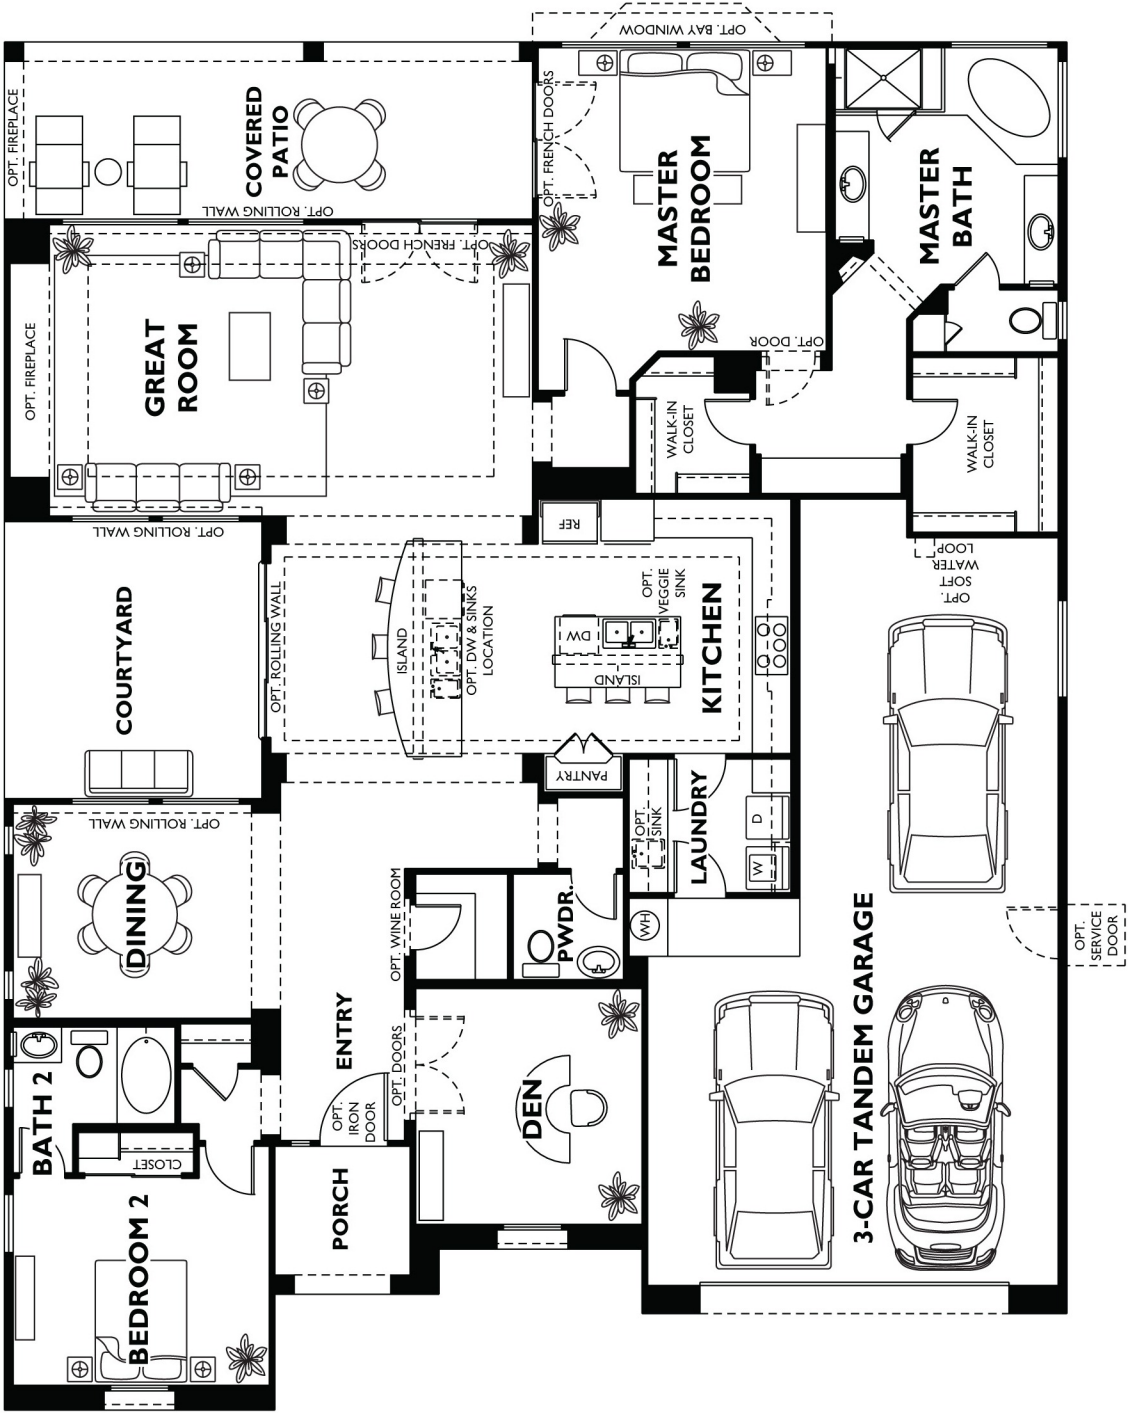 OPT. BAY WINDOW
OPT. FIREPLACE
COVERED
PATIO
OPT. ROLLING WALL
OPT. FRENCH DOORS
MASTER
BEDROOM
MASTER
BATH
OPT. FRENCH DOORS
OPT. FIREPLACE
GREAT
ROOM
OPT. DOOR
WALK-IN
CLOSET
WALK-IN
CLOSET
OPT. ROLLING WALL
REF
OPT.
SOFT
WATER
LOOP
COURTYARD
OPT. ROLLING WALL
ISLAND
OPT. DW & SINKS
LOCATION
DW
OPT.
VEGGIE
SINK
ISLAND
KITCHEN
PANTRY
OPT. ROLLING WALL
OPT.
SINK
LAUNDRY
D
W
DINING
OPT. WINE ROOM
PWDR.
WH
3-CAR TANDEM GARAGE
OPT.
SERVICE
DOOR
ENTRY
OPT. DOORS
DEN
BATH 2
OPT.
IRON
DOOR
CLOSET
PORCH
BEDROOM 2